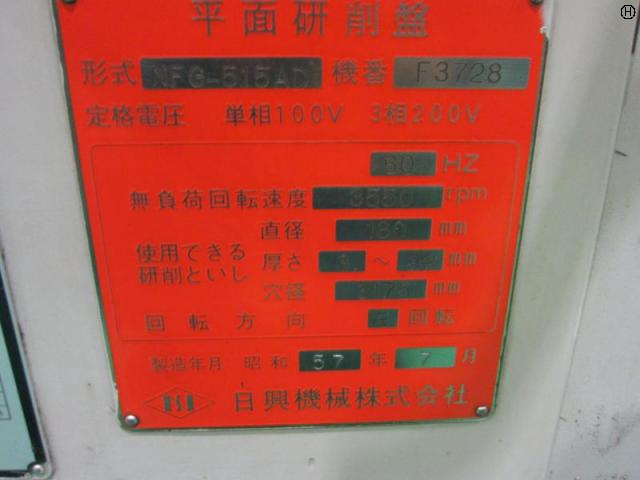 平面研削盤
形式 NFG-515AD 機番 F3728
定格電圧 単相100V 3相200V
60 HZ
無負荷回転速度 3550 rpm
直径 180 mm
使用できる
研削といし
厚さ ～ mm
穴径 mm
回転方向 回転
製造年月 昭和 57 年 7 月
NSK 日興機械株式会社